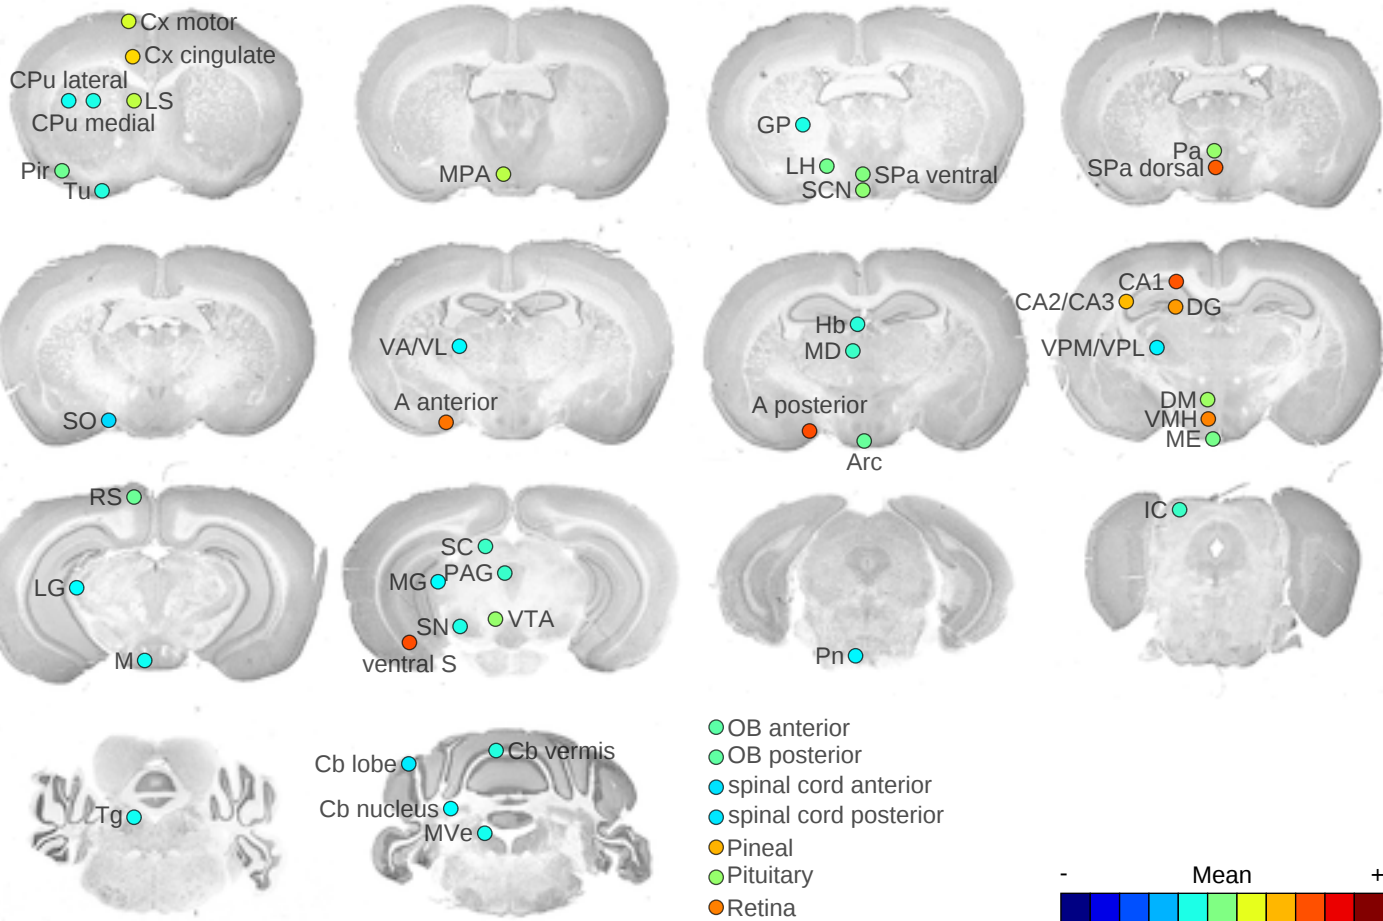 Cx motor
Cx cingulate
CPu lateral
LS
CPu medial
Pir
Tu
MPA
GP
LH
SPa ventral
SCN
Pa
SPa dorsal
SO
VA/VL
A anterior
Hb
MD
A posterior
Arc
CA1
CA2/CA3
DG
VPM/VPL
DM
VMH
ME
RS
LG
M
SC
MG
PAG
SN
VTA
ventral S
Pn
IC
Tg
Cb lobe
Cb vermis
Cb nucleus
MVe
OB anterior
OB posterior
spinal cord anterior
spinal cord posterior
Pineal
Pituitary
Retina
- Mean +